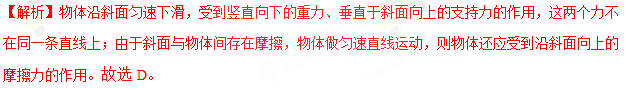 【解析】物体沿斜面匀速下滑，受到竖直向下的重力、垂直于斜面向上的支持力的作用，这两个力不
在同一条直线上；由于斜面与物体间存在摩擦，物体做匀速直线运动，则物体还应受到沿斜面向上的
摩擦力的作用。故选 D。